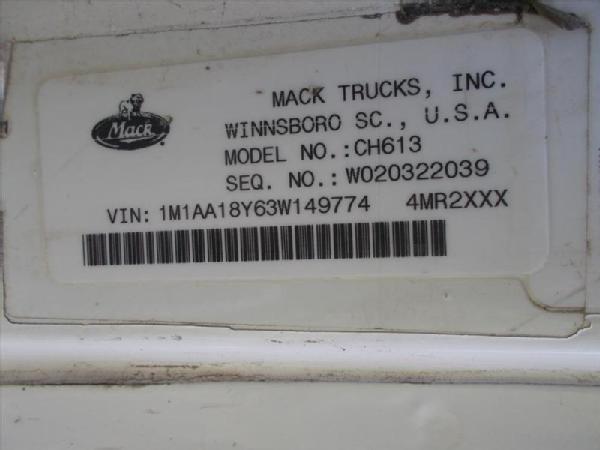 Mack
MACK TRUCKS, INC.
WINNSBORO SC., U.S.A.
MODEL NO.:CH613
SEQ. NO.: W020322039
VIN: 1M1AA18Y63W149774 4MR2XXX